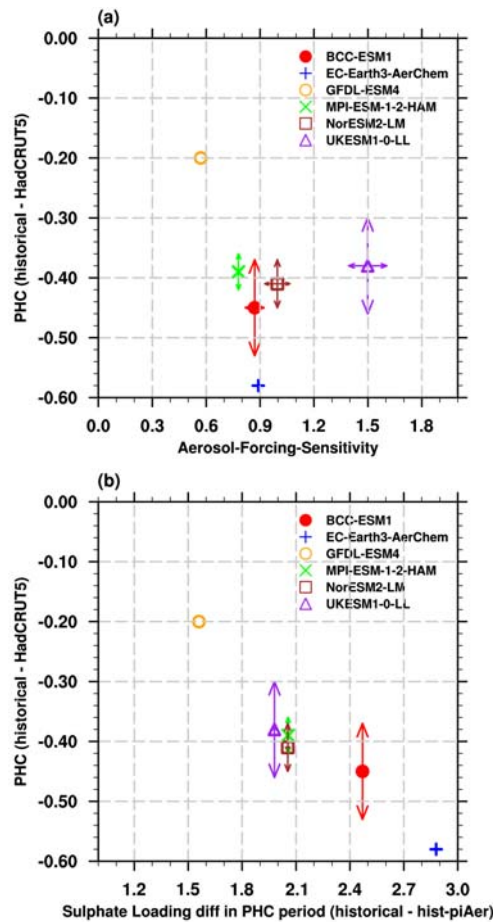 (a)
0.00
-0.10
-0.20
-0.30
-0.40
-0.50
-0.60
PHC (historical - HadCRUT5)
BCC-ESM1
EC-Earth3-AerChem
GFDL-ESM4
MPI-ESM-1-2-HAM
NorESM2-LM
UKESM1-0-LL
0.0 0.3 0.6 0.9 1.2 1.5 1.8
Aerosol-Forcing-Sensitivity
(b)
0.00
-0.10
-0.20
-0.30
-0.40
-0.50
-0.60
PHC (historical - HadCRUT5)
BCC-ESM1
EC-Earth3-AerChem
GFDL-ESM4
MPI-ESM-1-2-HAM
NorESM2-LM
UKESM1-0-LL
1.2 1.5 1.8 2.1 2.4 2.7 3.0
Sulphate Loading diff in PHC period (historical - hist-piAer)